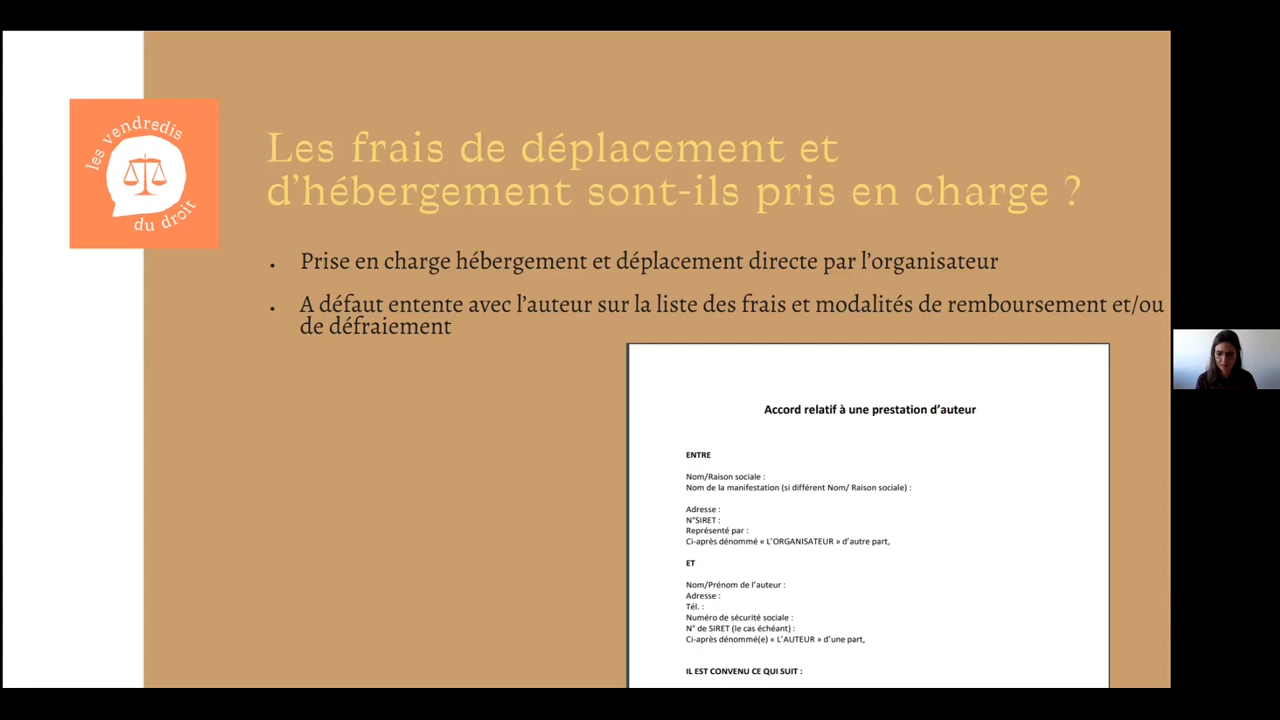 les vendredis
du droit
Les frais de déplacement et
d'hébergement sont-ils pris en charge ?
• Prise en charge hébergement et déplacement directe par l'organisateur
• A défaut entente avec l'auteur sur la liste des frais et modalités de remboursement et/ou
de défraiement
Accord relatif à une prestation d'auteur
ENTRE
Nom/Raison sociale :
Nom de la manifestation (si différent Nom/ Raison sociale) :
Adresse :
N°SIRET :
Représenté par :
Ci-après dénommé « L'ORGANISATEUR » d'autre part,
ET
Nom/Prénom de l'auteur :
Adresse :
Tél. :
Numéro de sécurité sociale :
N° de SIRET (le cas échéant) :
Ci-après dénommé(e) « L'AUTEUR » d'une part,
IL EST CONVENU CE QUI SUIT :